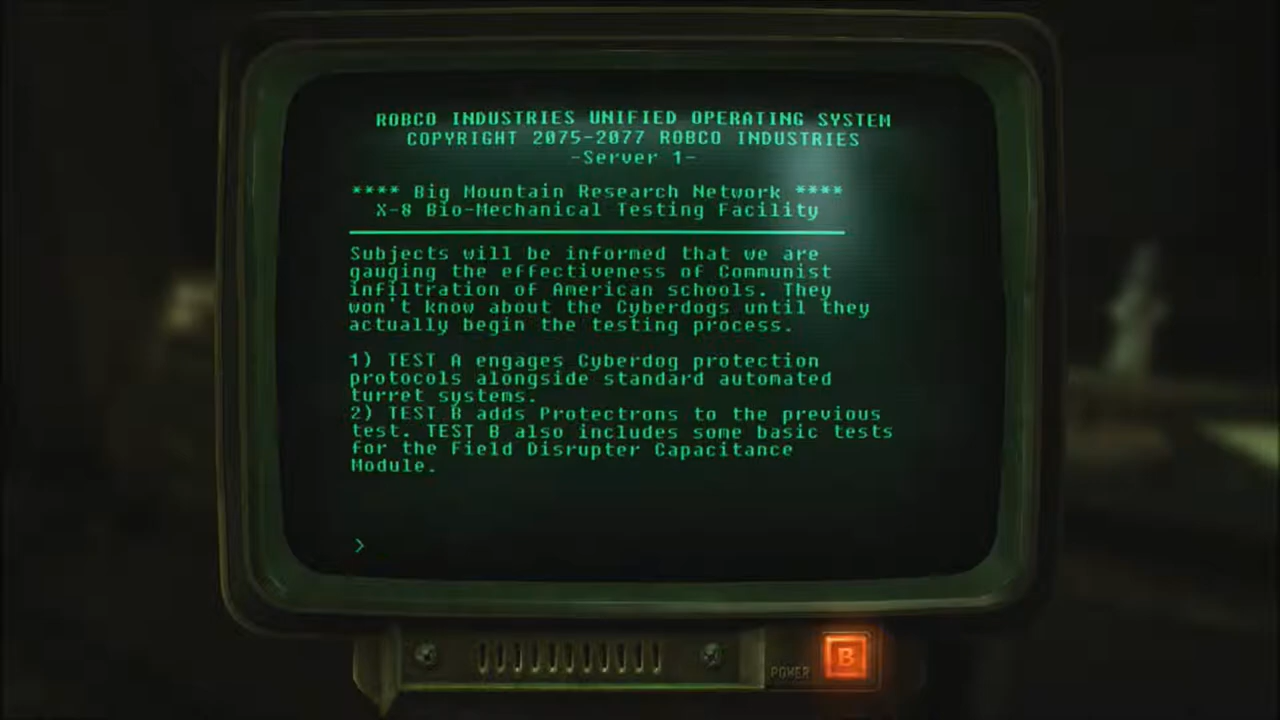 ROBCO INDUSTRIES UNIFIED OPERATING SYSTEM
COPYRIGHT 2075-2077 ROBCO INDUSTRIES
-Server 1-
**** Big Mountain Research Network ****
X-8 Bio-Mechanical Testing Facility
Subjects will be informed that we are
gauging the effectiveness of Communist
infiltration of American schools. They
won't know about the Cyberdogs until they
actually begin the testing process.
1) TEST A engages Cyberdog protection
protocols alongside standard automated
turret systems.
2) TEST B adds Protectrons to the previous
test. TEST B also includes some basic tests
for the Field Disrupter Capacitance
Module.
>
POWER
B